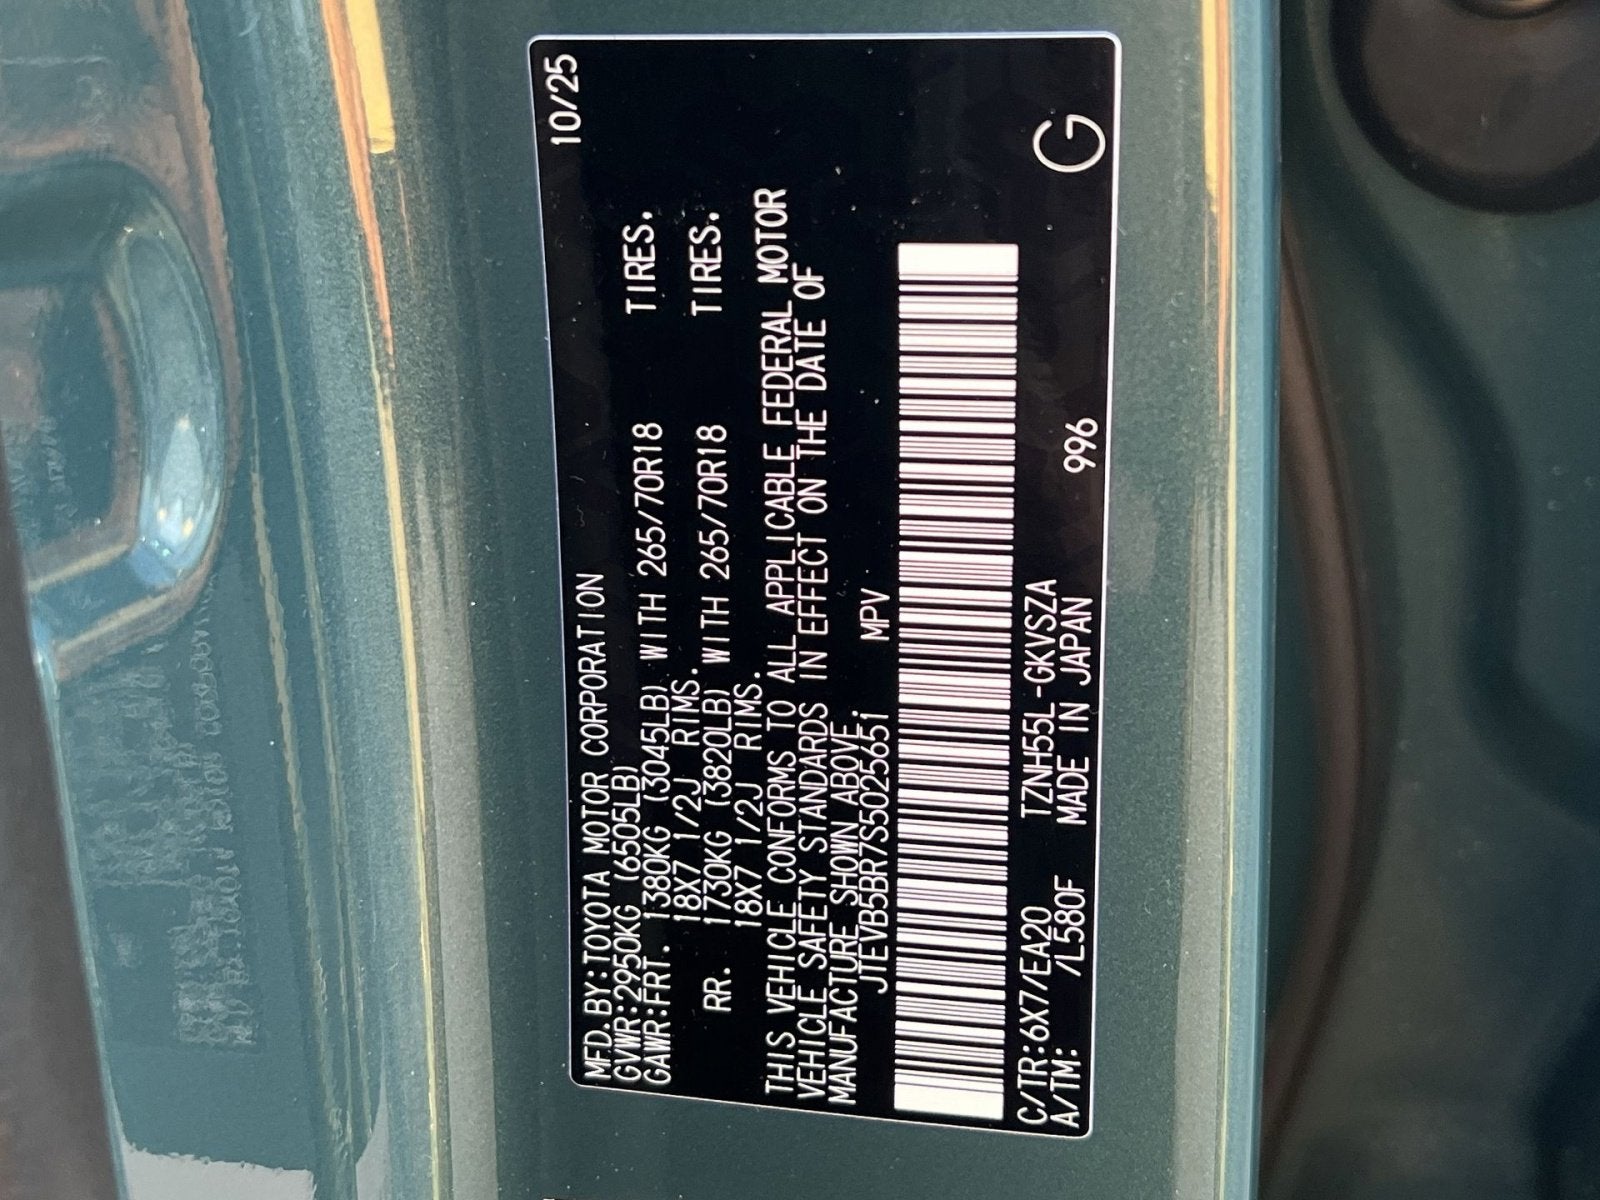 10/25
MFD.BY:TOYOTA MOTOR CORPORATION
GVWR:2950KG (6505LB)
GAWR:FRT. 1380KG (3045LB) WITH 265/70R18 TIRES.
18X7 1/2J RIMS.
RR. 1730KG (3820LB) WITH 265/70R18 TIRES.
18X7 1/2J RIMS.
THIS VEHICLE CONFORMS TO ALL APPLICABLE FEDERAL MOTOR
VEHICLE SAFETY STANDARDS IN EFFECT ON THE DATE OF
MANUFACTURE SHOWN ABOVE.
JTEVB5BR7S5025651 MPV
C/TR:6X7/EA20 TZNH55L-GKVSZA 996
A/TM: /L580F MADE IN JAPAN
G